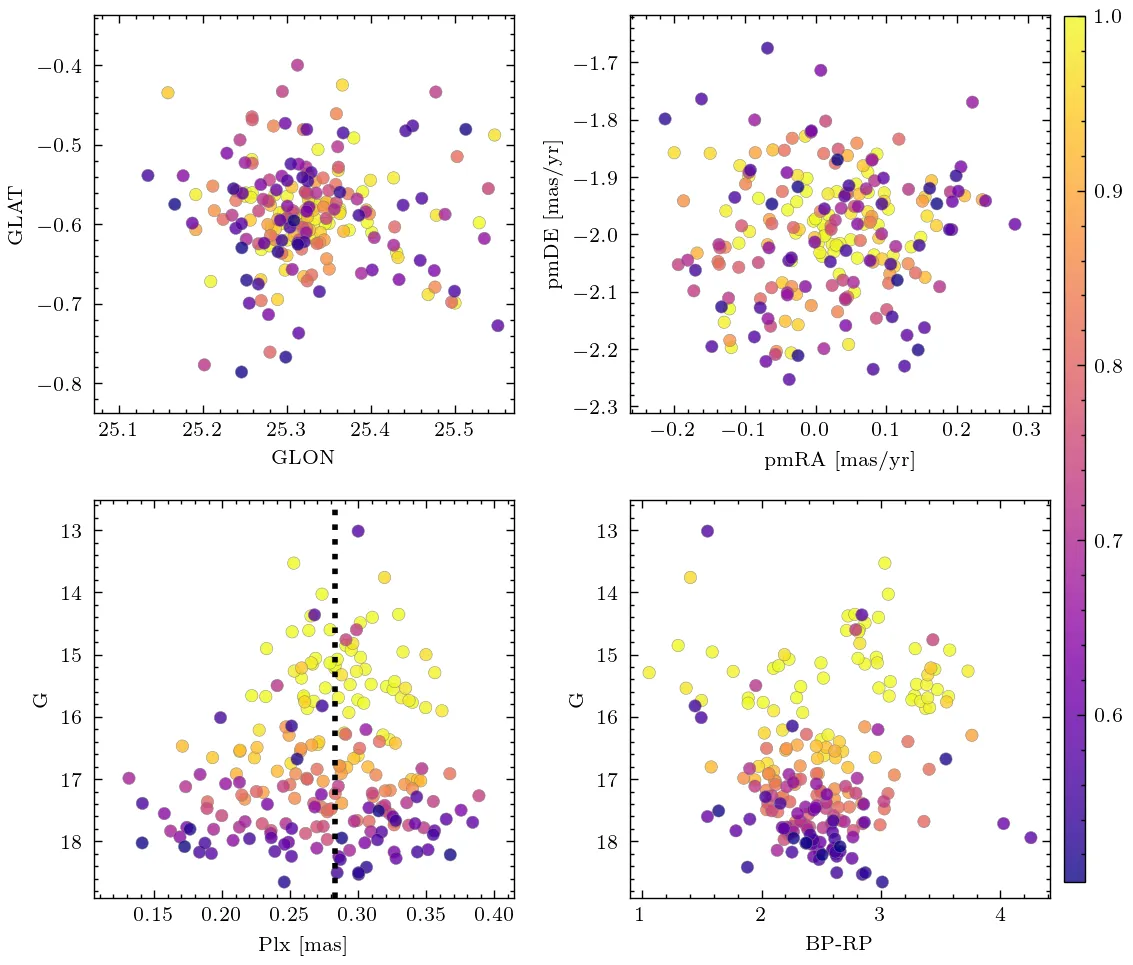 −0.4
−0.5
−0.6
−0.7
−0.8
GLAT
25.1 25.2 25.3 25.4 25.5
GLON
−1.7
−1.8
−1.9
−2.0
−2.1
−2.2
−2.3
pmDE [mas/yr]
−0.2 −0.1 0.0 0.1 0.2 0.3
pmRA [mas/yr]
13
14
15
16
17
18
G
0.15 0.20 0.25 0.30 0.35 0.40
Plx [mas]
13
14
15
16
17
18
G
1 2 3 4
BP-RP
1.0
0.9
0.8
0.7
0.6